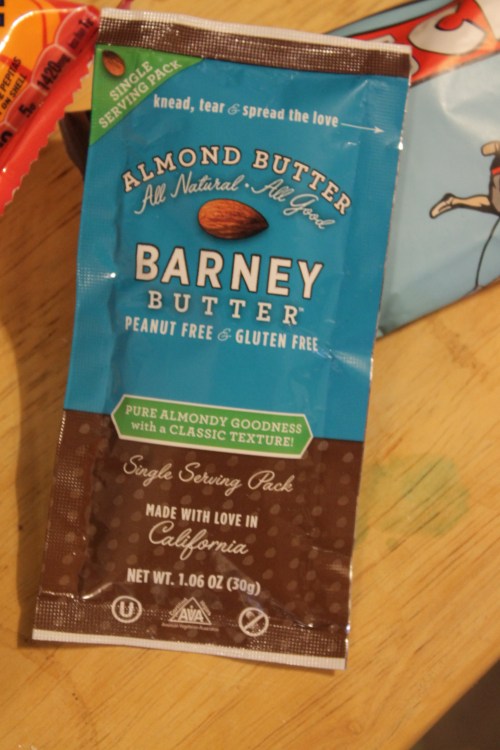 SINGLE
SERVING PACK
knead, tear & spread the love
ALMOND BUTTER
All Natural · All Good
BARNEY
BUTTER™
PEANUT FREE & GLUTEN FREE
PURE ALMONDY GOODNESS
with a CLASSIC TEXTURE!
Single Serving Pack
MADE WITH LOVE IN
California
NET WT. 1.06 OZ (30g)
U
AVA